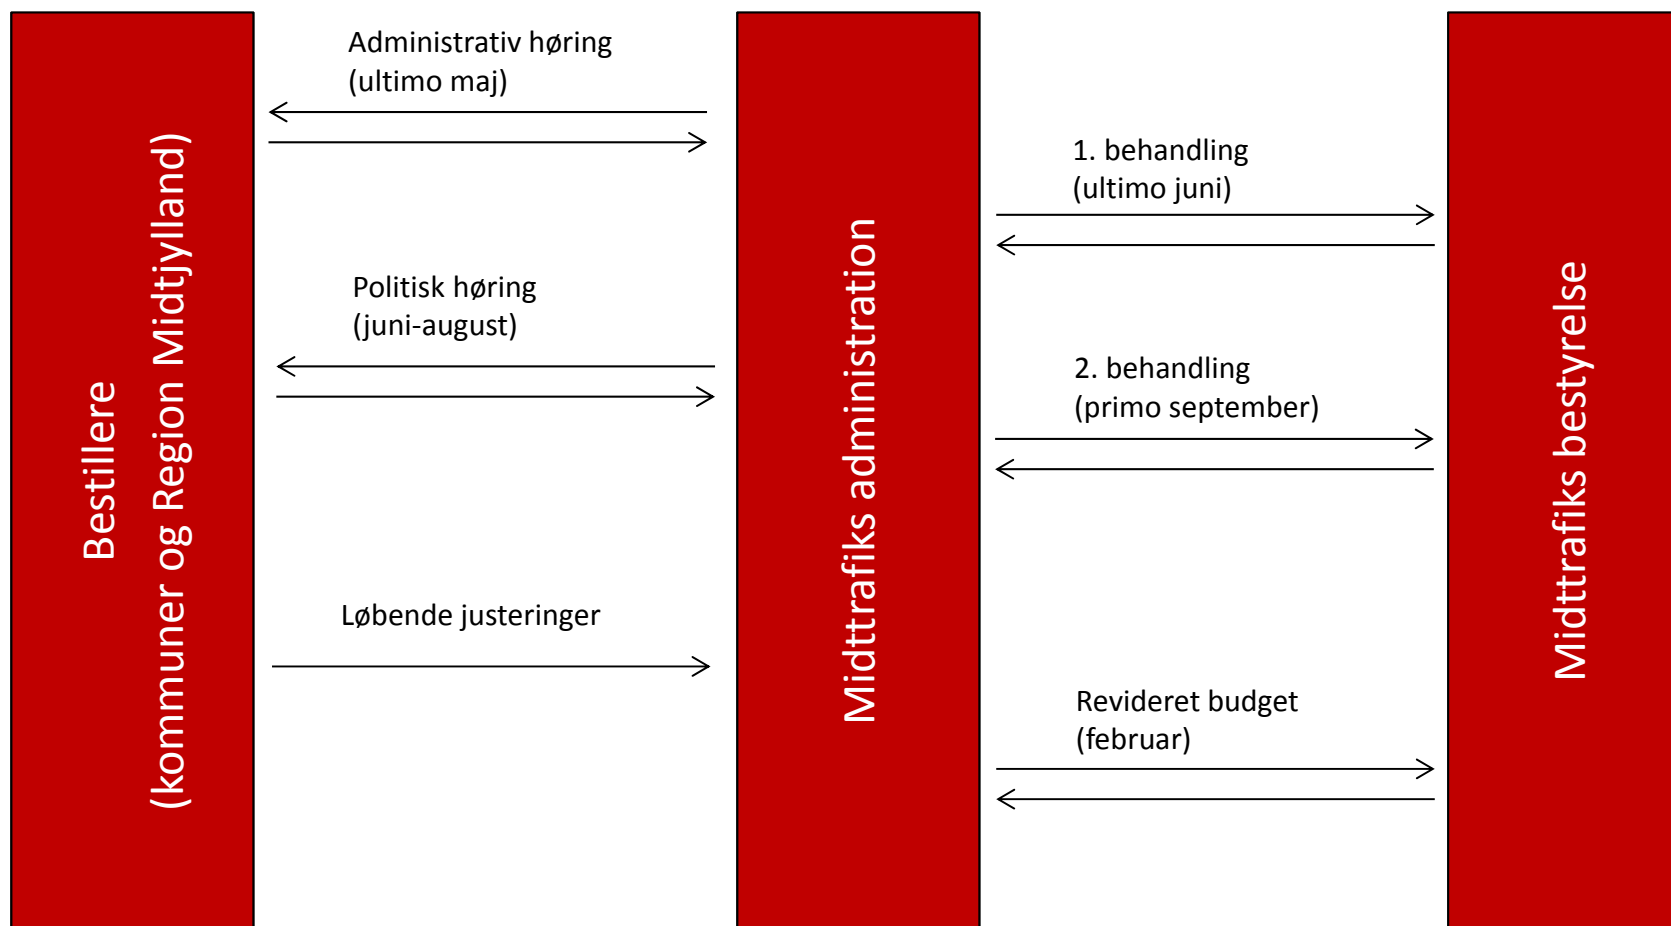 Bestillere
(kommuner og Region Midtjylland)
Administrativ høring
(ultimo maj)
Politisk høring
(juni-august)
Løbende justeringer
Midttrafiks administration
1. behandling
(ultimo juni)
2. behandling
(primo september)
Revideret budget
(februar)
Midttrafiks bestyrelse